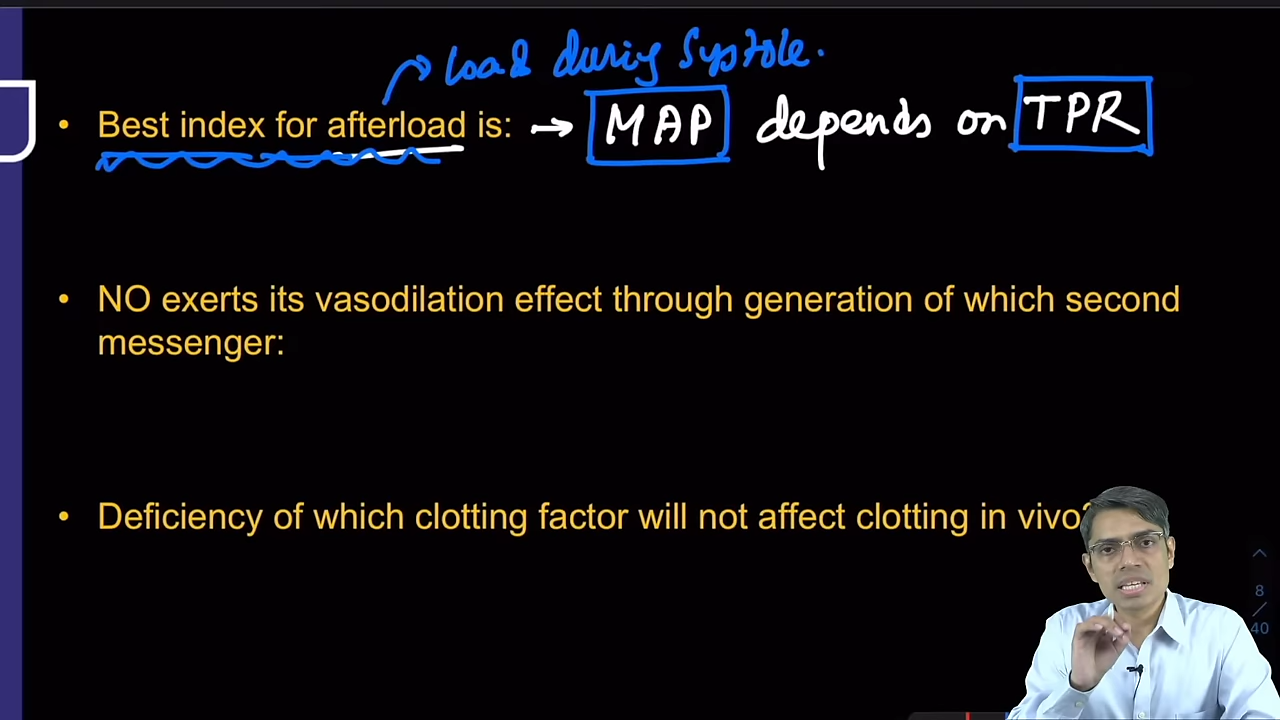 Load during Systole.
• Best index for afterload is: → MAP depends on TPR
• NO exerts its vasodilation effect through generation of which second
messenger:
• Deficiency of which clotting factor will not affect clotting in vivo?
8
/
40